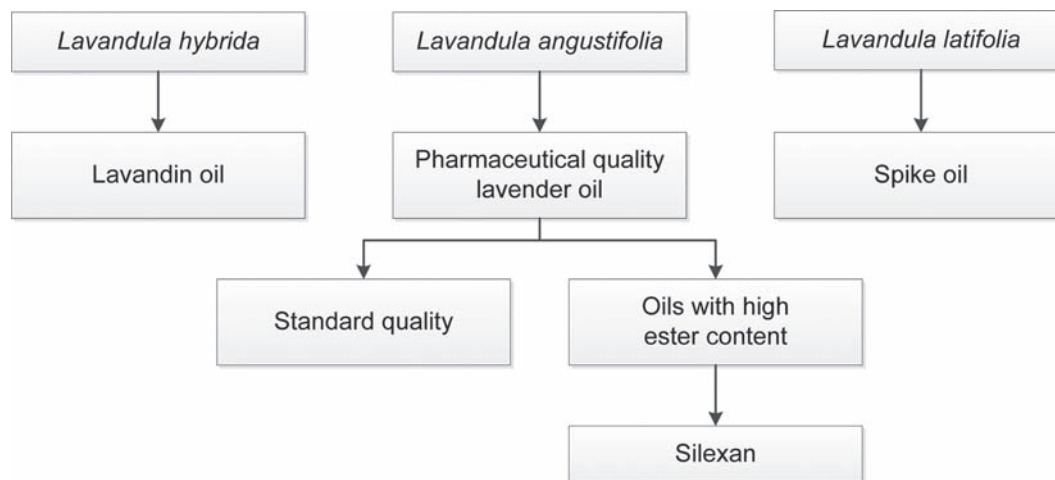 Lavandula hybrida
Lavandula angustifolia
Lavandula latifolia
Lavandin oil
Pharmaceutical quality
lavender oil
Spike oil
Standard quality
Oils with high
ester content
Silexan